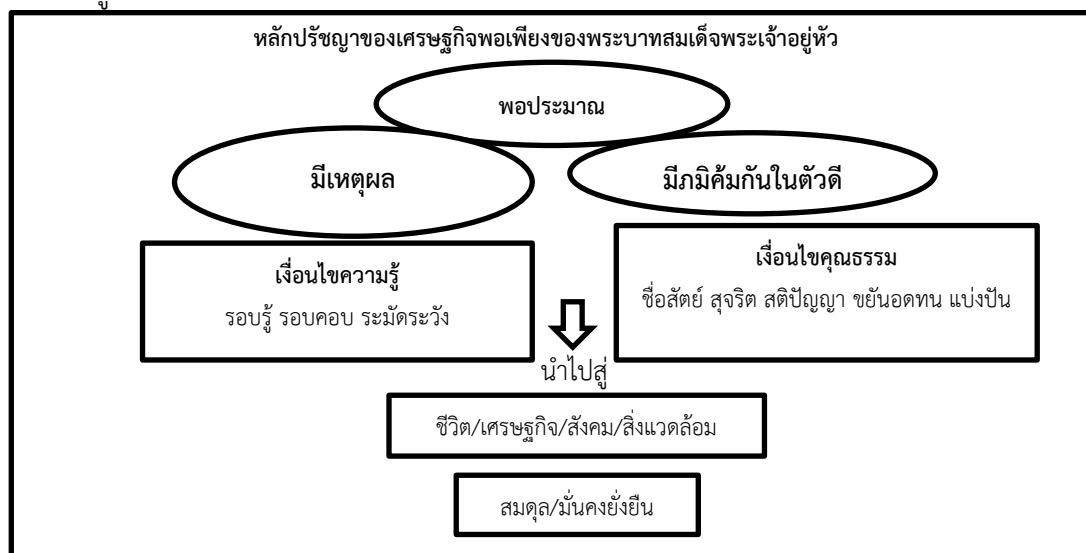 หลักปรัชญาของเศรษฐกิจพอเพียงของพระบาทสมเด็จพระเจ้าอยู่หัว
พอประมาณ
มีเหตุผล
มีภมิค้มกันในตัวดี
เงื่อนไขความรู้
รอบรู้ รอบคอบ ระมัดระวัง
เงื่อนไขคุณธรรม
ชื่อสัตย์ สุจริต สติปัญญา ขยันอดทน แบ่งปัน
นำไปสู่
ชีวิต/เศรษฐกิจ/สังคม/สิ่งแวดล้อม
สมดุล/มั่นคงยั่งยืน